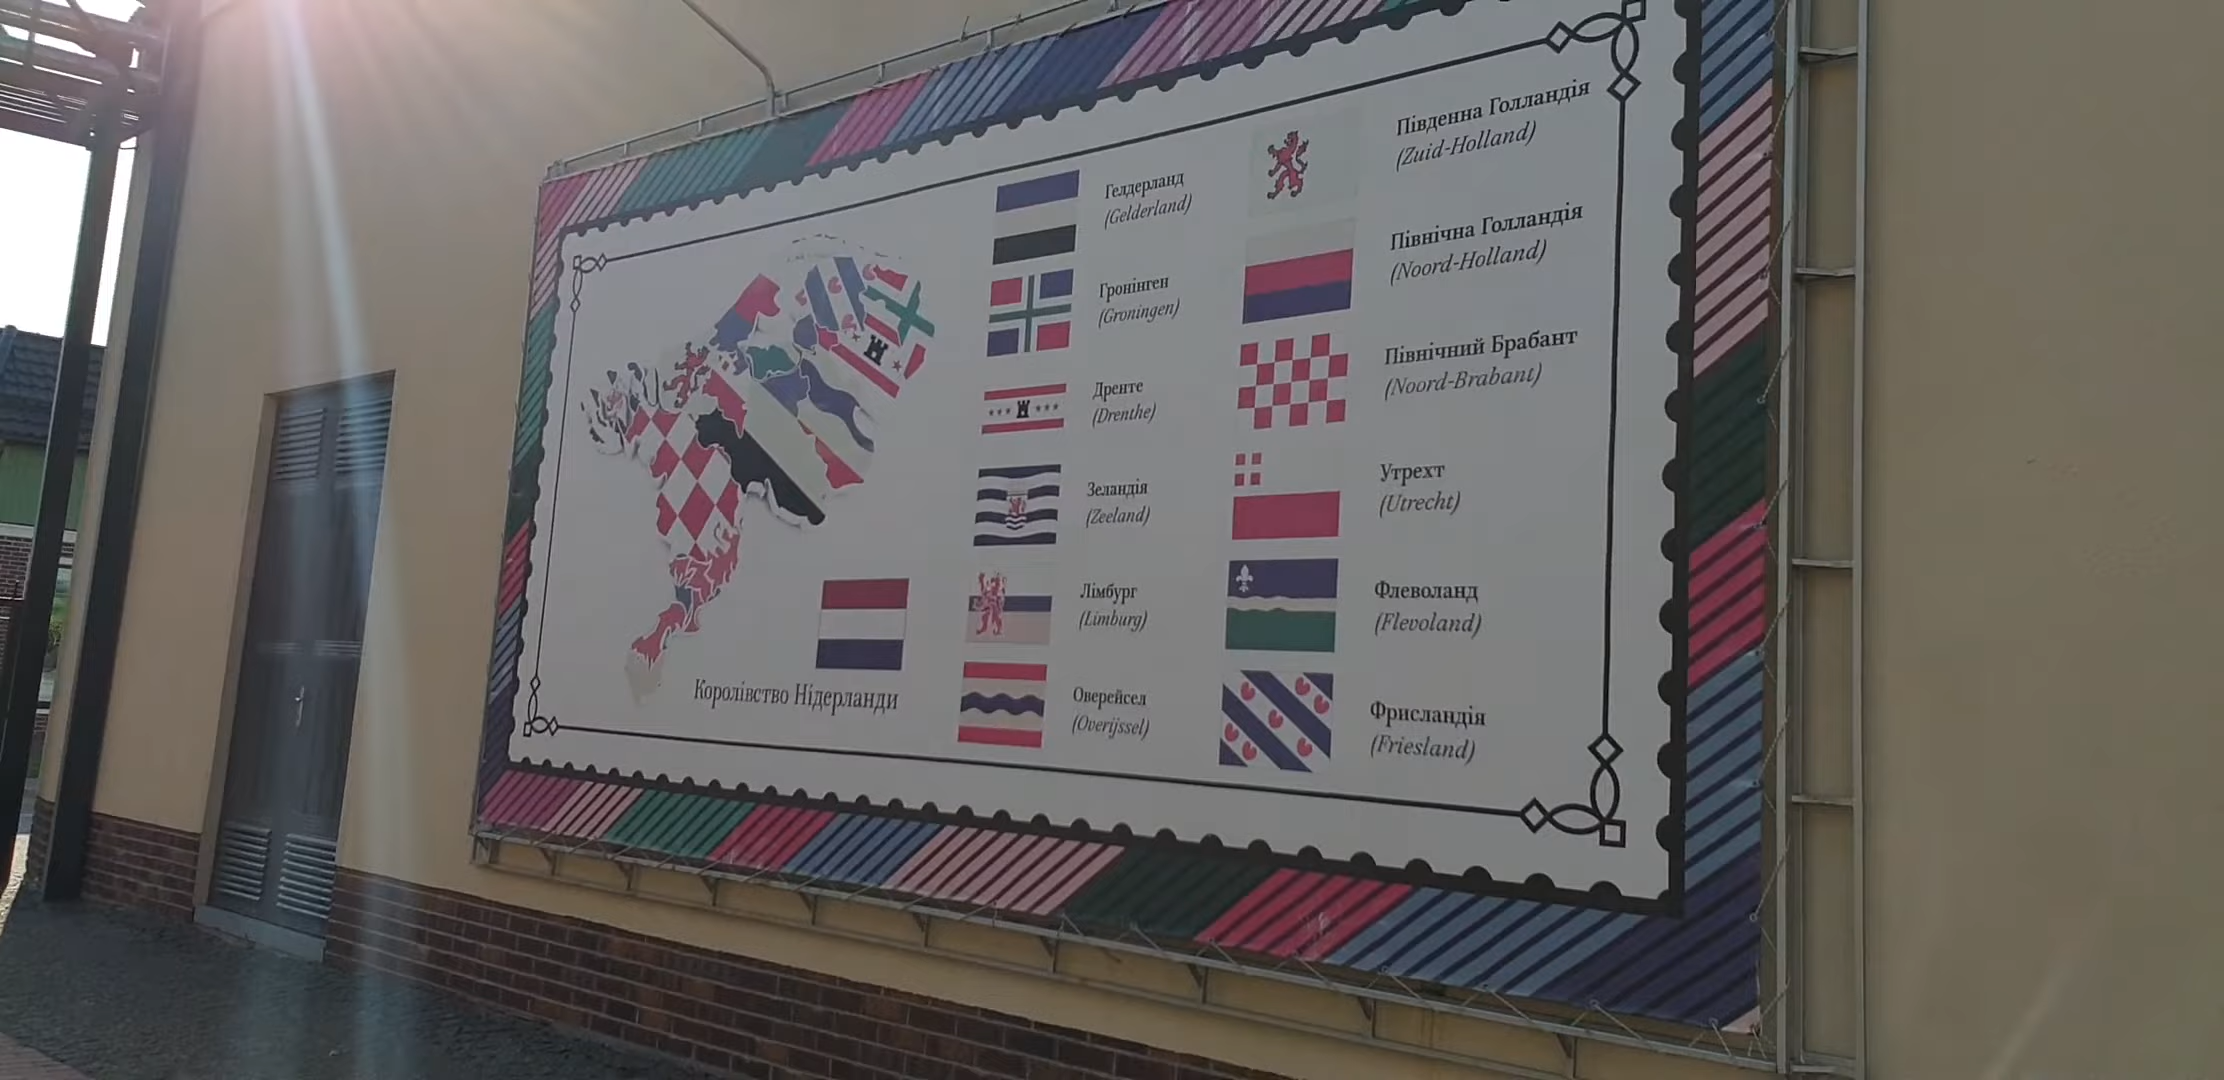 Королівство Нідерланди
Гелдерланд
(Gelderland)
Гронінген
(Groningen)
Дренте
(Drenthe)
Зеландія
(Zeeland)
Лімбург
(Limburg)
Оверейсел
(Overijssel)
Південна Голландія
(Zuid-Holland)
Північна Голландія
(Noord-Holland)
Північний Брабант
(Noord-Brabant)
Утрехт
(Utrecht)
Флеволанд
(Flevoland)
Фрисландія
(Friesland)